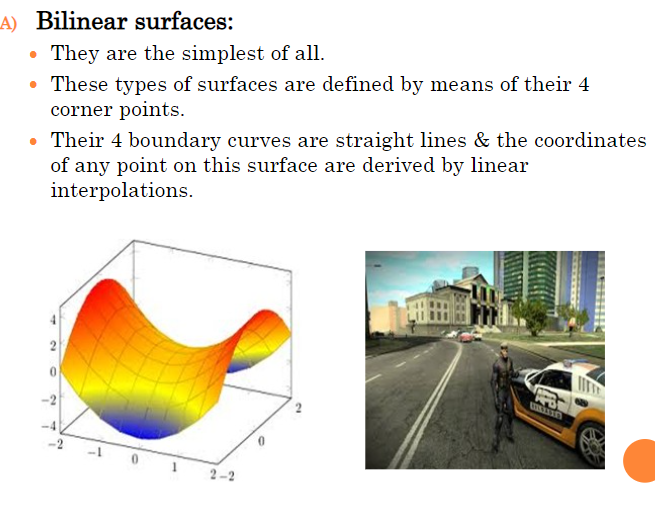 A) Bilinear surfaces:
• They are the simplest of all.
• These types of surfaces are defined by means of their 4
corner points.
• Their 4 boundary curves are straight lines & the coordinates
of any point on this surface are derived by linear
interpolations.
4
2
0
−2
−4
−2
−1
0
1
2
−2
0
2